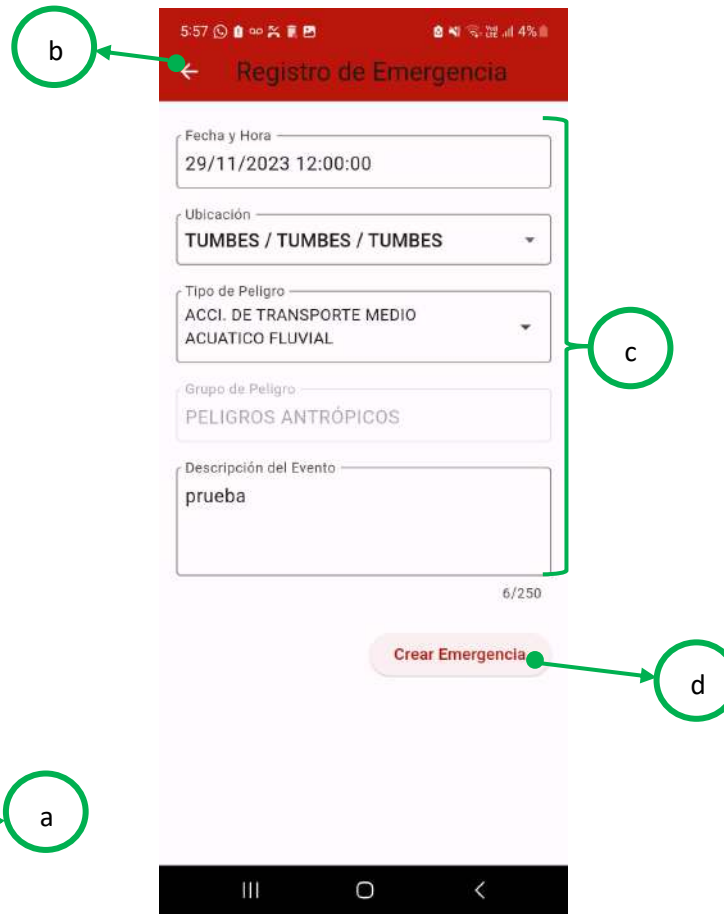 5:57 4%
b
Registro de Emergencia
Fecha y Hora
29/11/2023 12:00:00
Ubicación
TUMBES / TUMBES / TUMBES
Tipo de Peligro
ACCI. DE TRANSPORTE MEDIO
ACUATICO FLUVIAL
c
Grupo de Peligro
PELIGROS ANTRÓPICOS
Descripción del Evento
prueba
6/250
Crear Emergencia
d
a